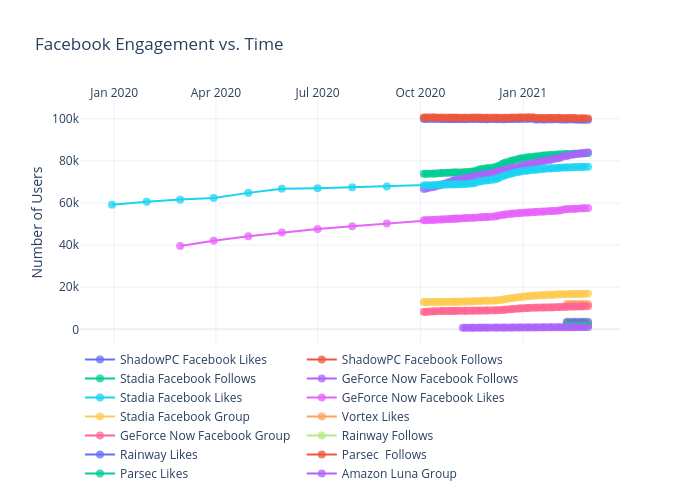 Facebook Engagement vs. Time
Jan 2020 Apr 2020 Jul 2020 Oct 2020 Jan 2021
100k
80k
60k
40k
20k
0
Number of Users
ShadowPC Facebook Likes ShadowPC Facebook Follows
Stadia Facebook Follows GeForce Now Facebook Follows
Stadia Facebook Likes GeForce Now Facebook Likes
Stadia Facebook Group Vortex Likes
GeForce Now Facebook Group Rainway Follows
Rainway Likes Parsec  Follows
Parsec Likes Amazon Luna Group